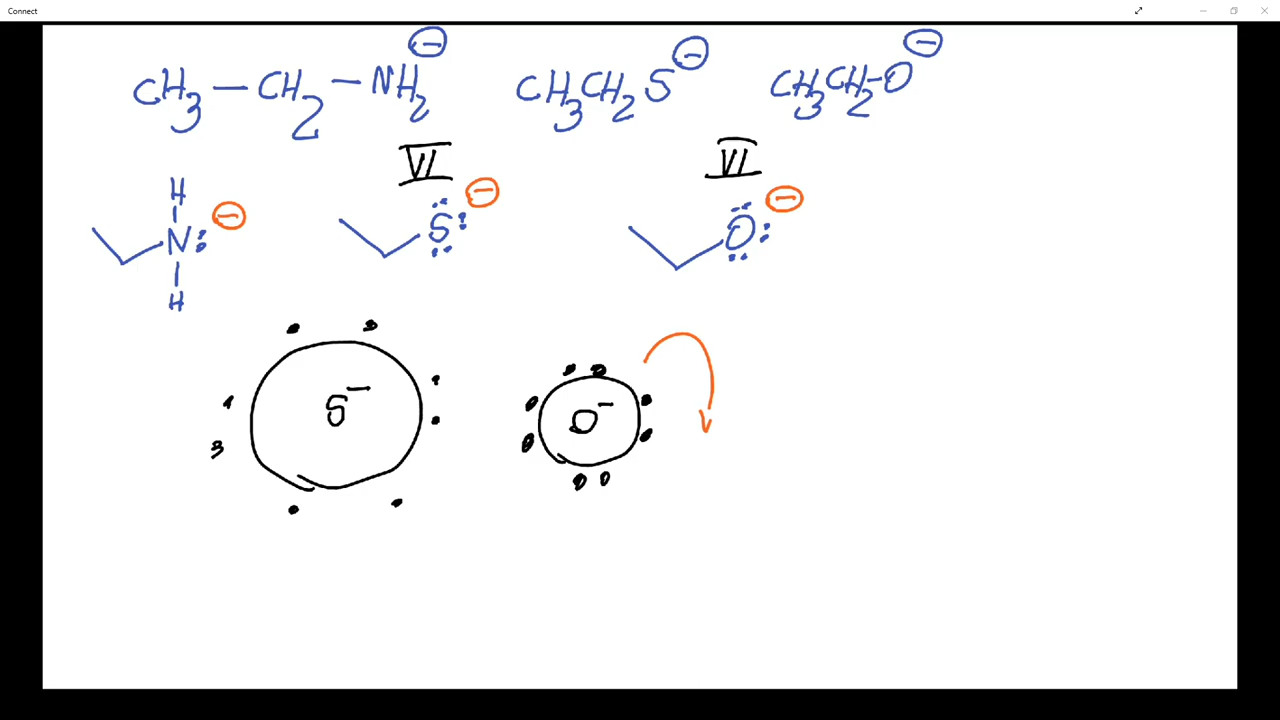 Connect
CH3—CH2—NH2⊖ CH3CH2S⊖ CH3CH2-O⊖
VI VI
H
N:⊖ S:⊖ O:⊖
H
S⁻ O⁻